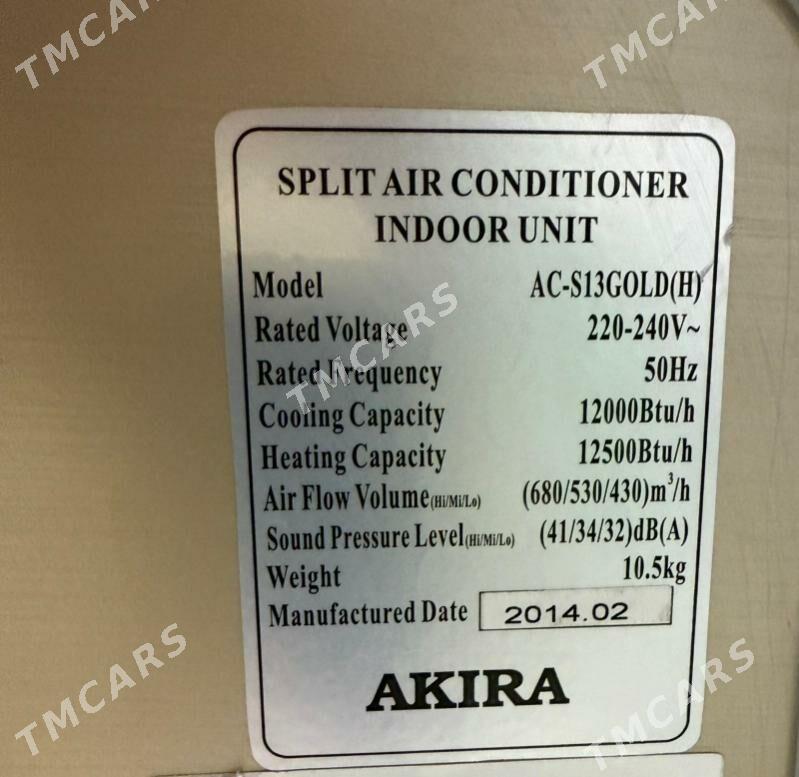 TMCARS
TMCARS
SPLIT AIR CONDITIONER
INDOOR UNIT
Model AC-S13GOLD(H)
Rated Voltage 220-240V~
TMCARS
Rated Frequency 50Hz
Cooling Capacity 12000Btu/h
Heating Capacity 12500Btu/h
Air Flow Volume(Hi/Mi/Lo) (680/530/430)m³/h
Sound Pressure Level(Hi/Mi/Lo) (41/34/32)dB(A)
Weight 10.5kg
Manufactured Date 2014.02
AKIRA
TMCARS
TMCARS